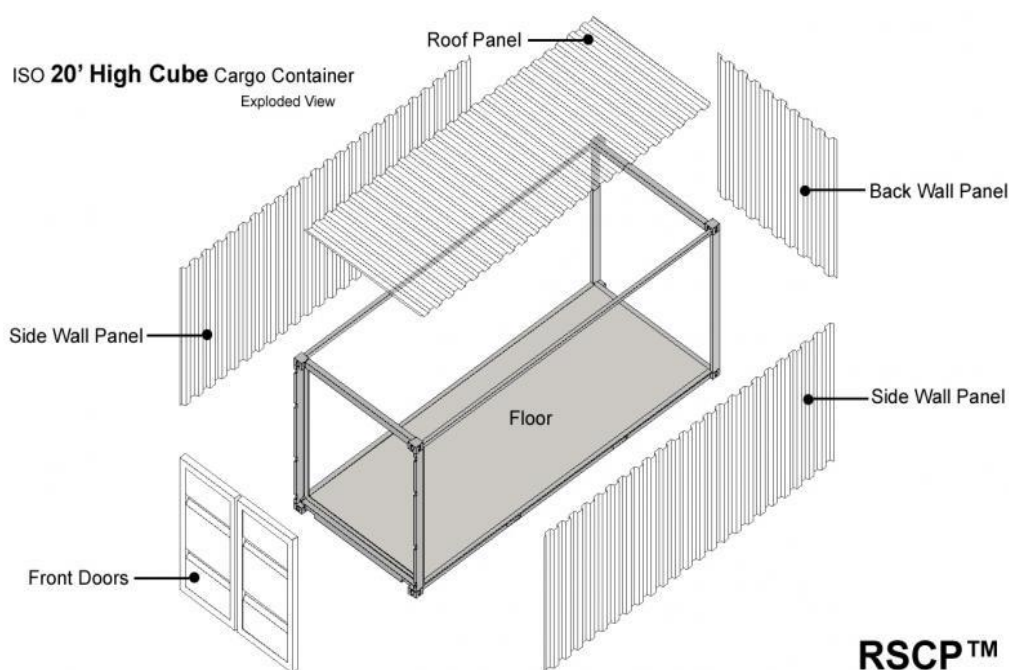 Roof Panel
ISO 20’ High Cube Cargo Container
Exploded View
Back Wall Panel
Side Wall Panel
Side Wall Panel
Floor
Front Doors
RSCP™